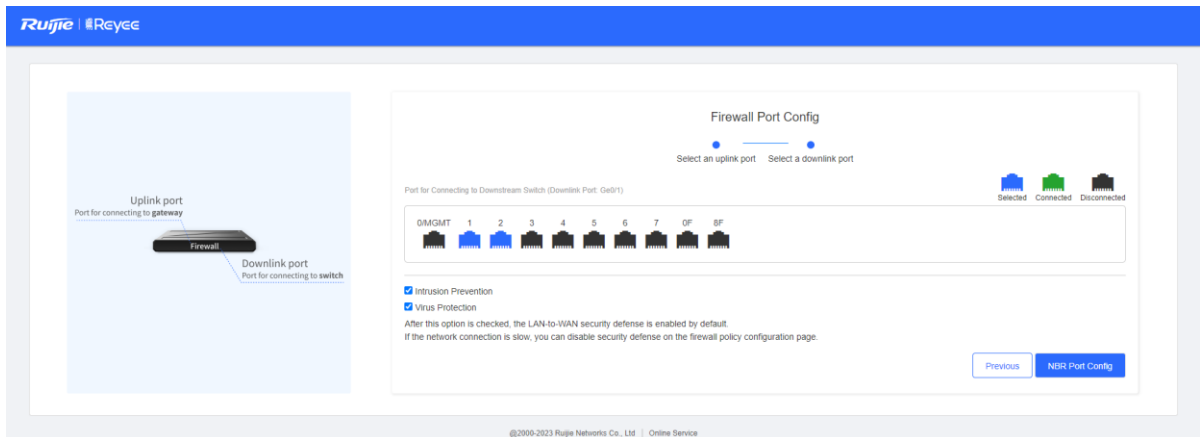 Ruijie | Reyee
Firewall Port Config
Select an uplink port Select a downlink port
Port for Connecting to Downstream Switch (Downlink Port: Ge0/1)
Selected Connected Disconnected
0/MGMT 1 2 3 4 5 6 7 0F 8F
Uplink port
Port for connecting to gateway
Firewall
Downlink port
Port for connecting to switch
Intrusion Prevention
Virus Protection
After this option is checked, the LAN-to-WAN security defense is enabled by default.
If the network connection is slow, you can disable security defense on the firewall policy configuration page.
Previous NBR Port Config
@2000-2023 Ruijie Networks Co., Ltd | Online Service